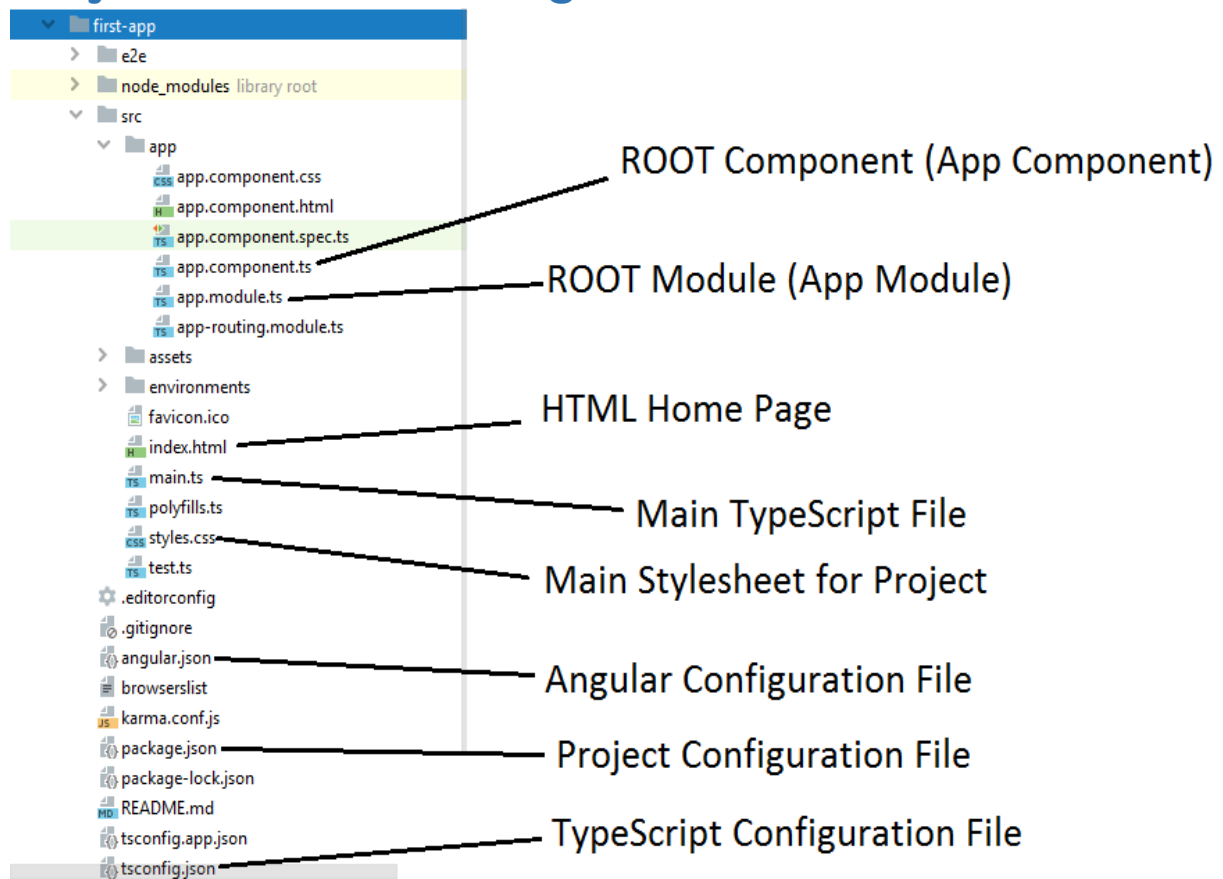 first-app
e2e
node_modules library root
src
app
app.component.css
app.component.html
app.component.spec.ts
app.component.ts
app.module.ts
app-routing.module.ts
assets
environments
favicon.ico
index.html
main.ts
polyfills.ts
styles.css
test.ts
.editorconfig
.gitignore
angular.json
browserslist
karma.conf.js
package.json
package-lock.json
README.md
tsconfig.app.json
tsconfig.json
ROOT Component (App Component)
ROOT Module (App Module)
HTML Home Page
Main TypeScript File
Main Stylesheet for Project
Angular Configuration File
Project Configuration File
TypeScript Configuration File